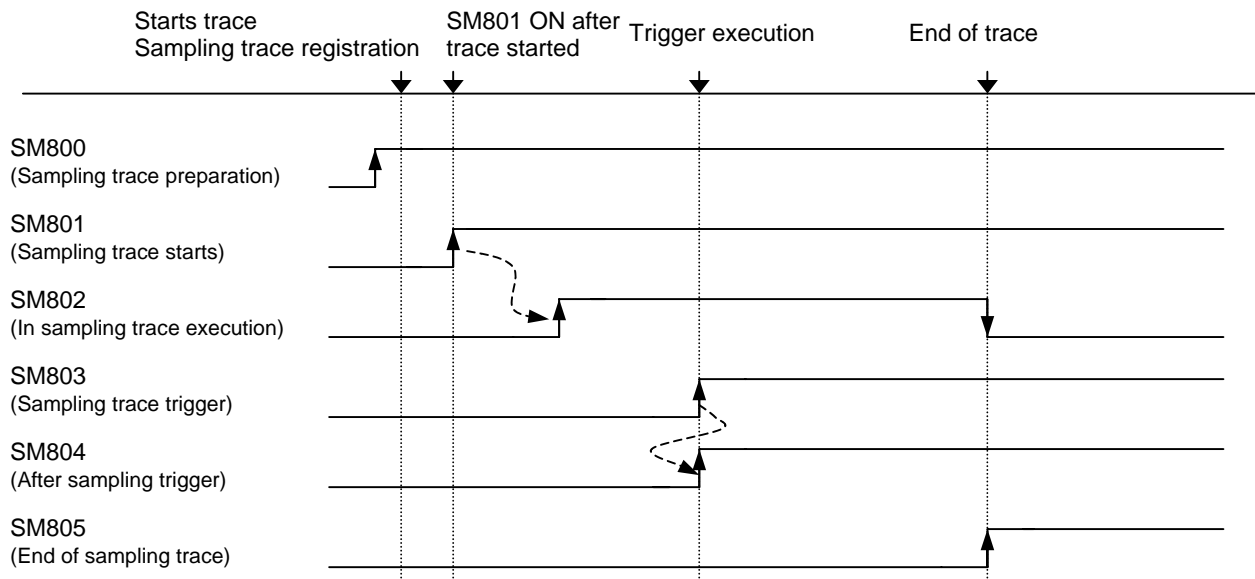 Starts trace
Sampling trace registration
SM801 ON after
trace started
Trigger execution
End of trace
SM800
(Sampling trace preparation)
SM801
(Sampling trace starts)
SM802
(In sampling trace execution)
SM803
(Sampling trace trigger)
SM804
(After sampling trigger)
SM805
(End of sampling trace)